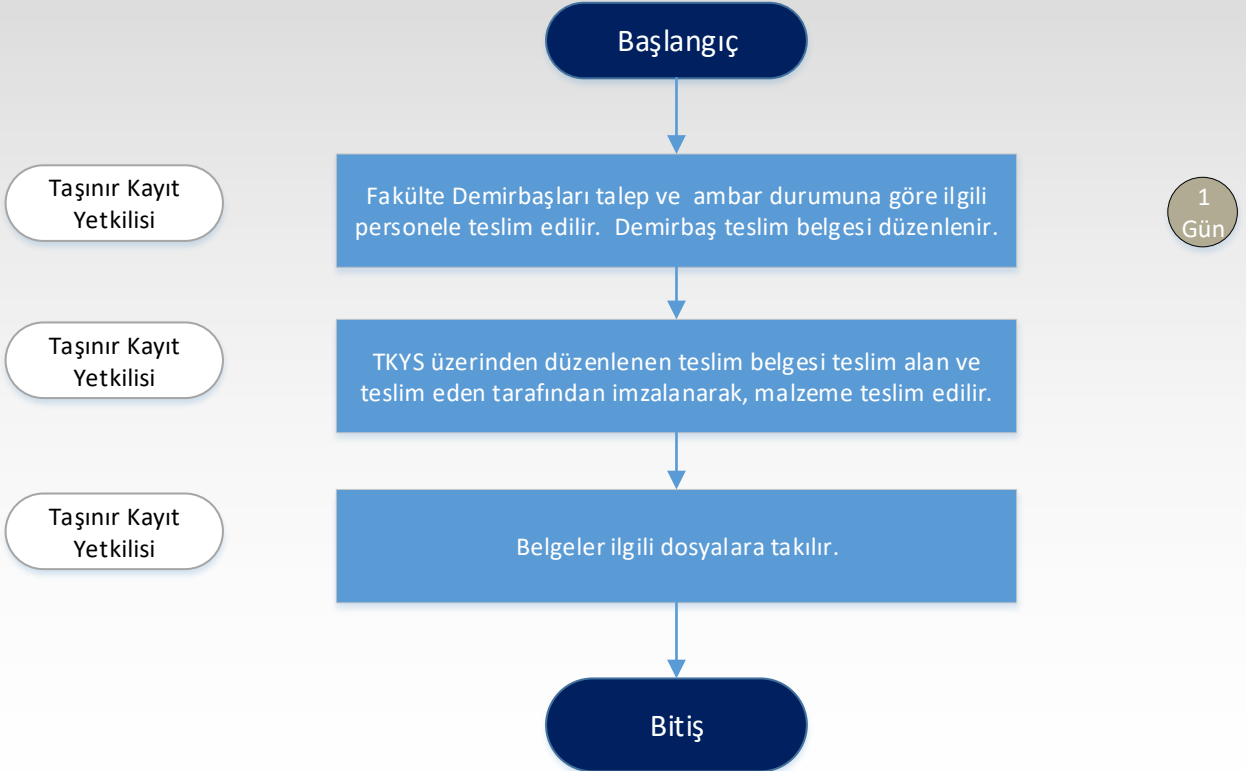 Başlangıç
Taşınır Kayıt
Yetkilisi
Fakülte Demirbaşları talep ve ambar durumuna göre ilgili
personele teslim edilir. Demirbaş teslim belgesi düzenlenir.
1
Gün
Taşınır Kayıt
Yetkilisi
TKYS üzerinden düzenlenen teslim belgesi teslim alan ve
teslim eden tarafından imzalanarak, malzeme teslim edilir.
Taşınır Kayıt
Yetkilisi
Belgeler ilgili dosyalara takılır.
Bitiş